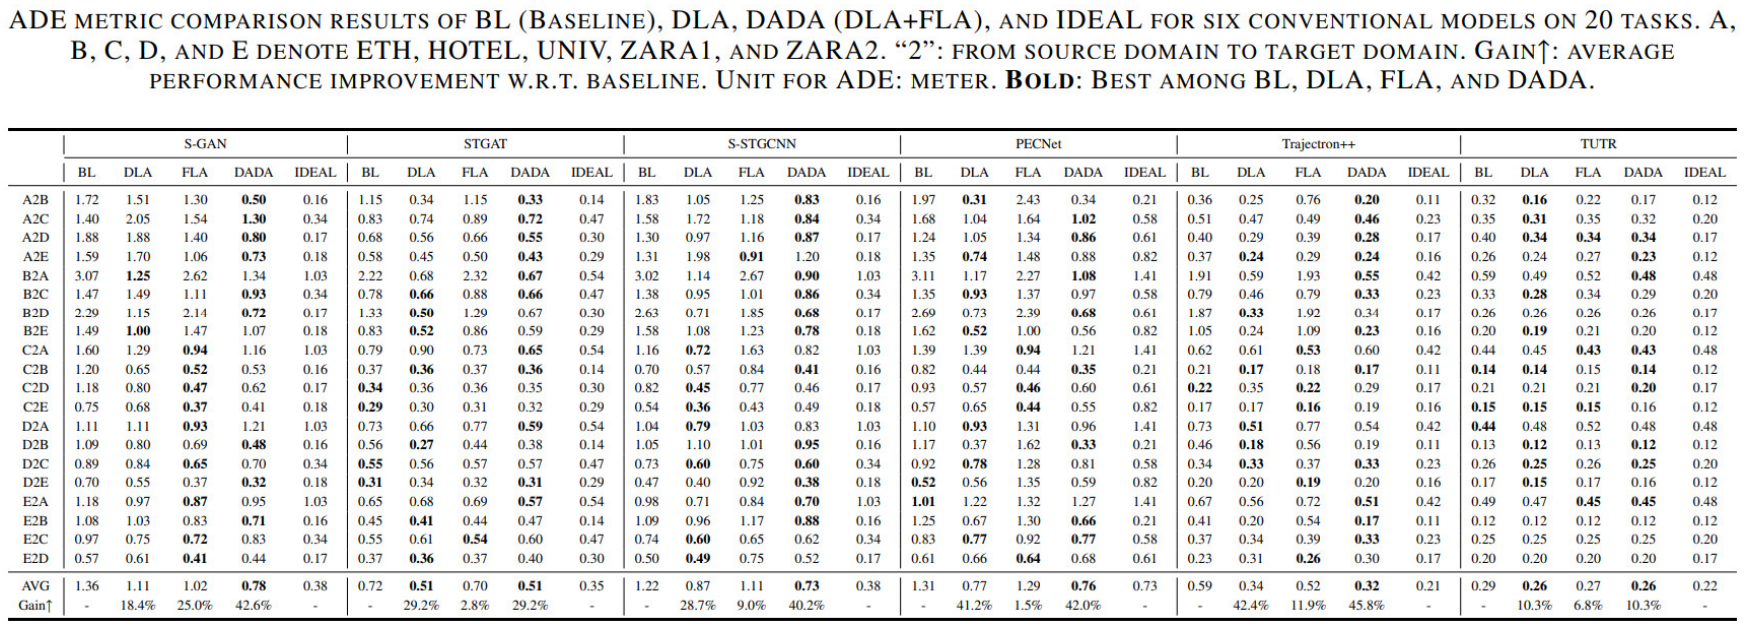 ADE METRIC COMPARISON RESULTS OF BL (BASELINE), DLA, DADA (DLA+FLA), AND IDEAL FOR SIX CONVENTIONAL MODELS ON 20 TASKS. A,
B, C, D, AND E DENOTE ETH, HOTEL, UNIV, ZARA1, AND ZARA2. “2”: FROM SOURCE DOMAIN TO TARGET DOMAIN. GAIN↑: AVERAGE
PERFORMANCE IMPROVEMENT W.R.T. BASELINE. UNIT FOR ADE: METER. BOLD: BEST AMONG BL, DLA, FLA, AND DADA.
S-GAN STGAT S-STGCNN PECNet Trajectron++ TUTR
BL DLA FLA DADA IDEAL BL DLA FLA DADA IDEAL BL DLA FLA DADA IDEAL BL DLA FLA DADA IDEAL BL DLA FLA DADA IDEAL BL DLA FLA DADA IDEAL
A2B 1.72 1.51 1.30 0.50 0.16 1.15 0.34 1.15 0.33 0.14 1.83 1.05 1.25 0.83 0.16 1.97 0.31 2.43 0.34 0.21 0.36 0.25 0.76 0.20 0.11 0.32 0.16 0.22 0.17 0.12
A2C 1.40 2.05 1.54 1.30 0.34 0.83 0.74 0.89 0.72 0.47 1.58 1.72 1.18 0.84 0.34 1.68 1.04 1.64 1.02 0.58 0.51 0.47 0.49 0.46 0.23 0.35 0.31 0.35 0.32 0.20
A2D 1.88 1.88 1.40 0.80 0.17 0.68 0.56 0.66 0.55 0.30 1.30 0.97 1.16 0.87 0.17 1.24 1.05 1.34 0.86 0.61 0.40 0.29 0.39 0.28 0.17 0.40 0.34 0.34 0.34 0.17
A2E 1.59 1.70 1.06 0.73 0.18 0.58 0.45 0.50 0.43 0.29 1.31 1.98 0.91 1.20 0.18 1.35 0.74 1.48 0.88 0.82 0.37 0.24 0.29 0.24 0.16 0.26 0.24 0.27 0.23 0.12
B2A 3.07 1.25 2.62 1.34 1.03 2.22 0.68 2.32 0.67 0.54 3.02 1.14 2.67 0.90 1.03 3.11 1.17 2.27 1.08 1.41 1.91 0.59 1.93 0.55 0.42 0.59 0.49 0.52 0.48 0.48
B2C 1.47 1.49 1.11 0.93 0.34 0.78 0.66 0.88 0.66 0.47 1.38 0.95 1.01 0.86 0.34 1.35 0.93 1.37 0.97 0.58 0.79 0.46 0.79 0.33 0.23 0.33 0.28 0.34 0.29 0.20
B2D 2.29 1.15 2.14 0.72 0.17 1.33 0.50 1.29 0.67 0.30 2.63 0.71 1.85 0.68 0.17 2.69 0.73 2.39 0.68 0.61 1.87 0.33 1.92 0.34 0.17 0.26 0.26 0.26 0.26 0.17
B2E 1.49 1.00 1.47 1.07 0.18 0.83 0.52 0.86 0.59 0.29 1.58 1.08 1.23 0.78 0.18 1.62 0.52 1.00 0.56 0.82 1.05 0.24 1.09 0.23 0.16 0.20 0.19 0.21 0.20 0.12
C2A 1.60 1.29 0.94 1.16 1.03 0.79 0.90 0.73 0.65 0.54 1.16 0.72 1.63 0.82 1.03 1.39 1.39 0.94 1.21 1.41 0.62 0.61 0.53 0.60 0.42 0.44 0.45 0.43 0.43 0.48
C2B 1.20 0.65 0.52 0.53 0.16 0.37 0.36 0.37 0.36 0.14 0.70 0.57 0.84 0.41 0.16 0.82 0.44 0.44 0.35 0.21 0.21 0.17 0.18 0.17 0.11 0.14 0.14 0.15 0.14 0.12
C2D 1.18 0.80 0.47 0.62 0.17 0.34 0.36 0.36 0.35 0.30 0.82 0.45 0.77 0.46 0.17 0.93 0.57 0.46 0.60 0.61 0.22 0.35 0.22 0.29 0.17 0.21 0.21 0.21 0.20 0.17
C2E 0.75 0.68 0.37 0.41 0.18 0.29 0.30 0.31 0.32 0.29 0.54 0.36 0.43 0.49 0.18 0.57 0.65 0.44 0.55 0.82 0.17 0.17 0.16 0.19 0.16 0.15 0.15 0.15 0.16 0.12
D2A 1.11 1.11 0.93 1.21 1.03 0.73 0.66 0.77 0.59 0.54 1.04 0.79 1.03 0.83 1.03 1.10 0.93 1.31 0.96 1.41 0.73 0.51 0.77 0.54 0.42 0.44 0.48 0.52 0.48 0.48
D2B 1.09 0.80 0.69 0.48 0.16 0.56 0.27 0.44 0.38 0.14 1.05 1.10 1.01 0.95 0.16 1.17 0.37 1.62 0.33 0.21 0.46 0.18 0.56 0.19 0.11 0.13 0.12 0.13 0.12 0.12
D2C 0.89 0.84 0.65 0.70 0.34 0.55 0.56 0.57 0.57 0.47 0.73 0.60 0.75 0.60 0.34 0.92 0.78 1.28 0.81 0.58 0.34 0.33 0.37 0.33 0.23 0.26 0.25 0.26 0.25 0.20
D2E 0.70 0.55 0.37 0.32 0.18 0.31 0.34 0.32 0.31 0.29 0.47 0.40 0.92 0.38 0.18 0.52 0.56 1.35 0.59 0.82 0.20 0.20 0.19 0.20 0.16 0.17 0.15 0.17 0.16 0.12
E2A 1.18 0.97 0.87 0.95 1.03 0.65 0.68 0.69 0.57 0.54 0.98 0.71 0.84 0.70 1.03 1.01 1.22 1.32 1.27 1.41 0.67 0.56 0.72 0.51 0.42 0.49 0.47 0.45 0.45 0.48
E2B 1.08 1.03 0.83 0.71 0.16 0.45 0.41 0.44 0.47 0.14 1.09 0.96 1.17 0.88 0.16 1.25 0.67 1.30 0.66 0.21 0.41 0.20 0.54 0.17 0.11 0.12 0.12 0.12 0.12 0.12
E2C 0.97 0.75 0.72 0.83 0.34 0.55 0.61 0.54 0.60 0.47 0.74 0.60 0.65 0.62 0.34 0.83 0.77 0.92 0.77 0.58 0.37 0.34 0.39 0.33 0.23 0.25 0.25 0.25 0.25 0.20
E2D 0.57 0.61 0.41 0.44 0.17 0.37 0.36 0.37 0.40 0.30 0.50 0.49 0.75 0.52 0.17 0.61 0.66 0.64 0.68 0.61 0.23 0.31 0.26 0.30 0.17 0.20 0.20 0.20 0.20 0.17
AVG 1.36 1.11 1.02 0.78 0.38 0.72 0.51 0.70 0.51 0.35 1.22 0.87 1.11 0.73 0.38 1.31 0.77 1.29 0.76 0.73 0.59 0.34 0.52 0.32 0.21 0.29 0.26 0.27 0.26 0.22
Gain↑ - 18.4% 25.0% 42.6% - - 29.2% 2.8% 29.2% - - 28.7% 9.0% 40.2% - - 41.2% 1.5% 42.0% - - 42.4% 11.9% 45.8% - - 10.3% 6.8% 10.3% -